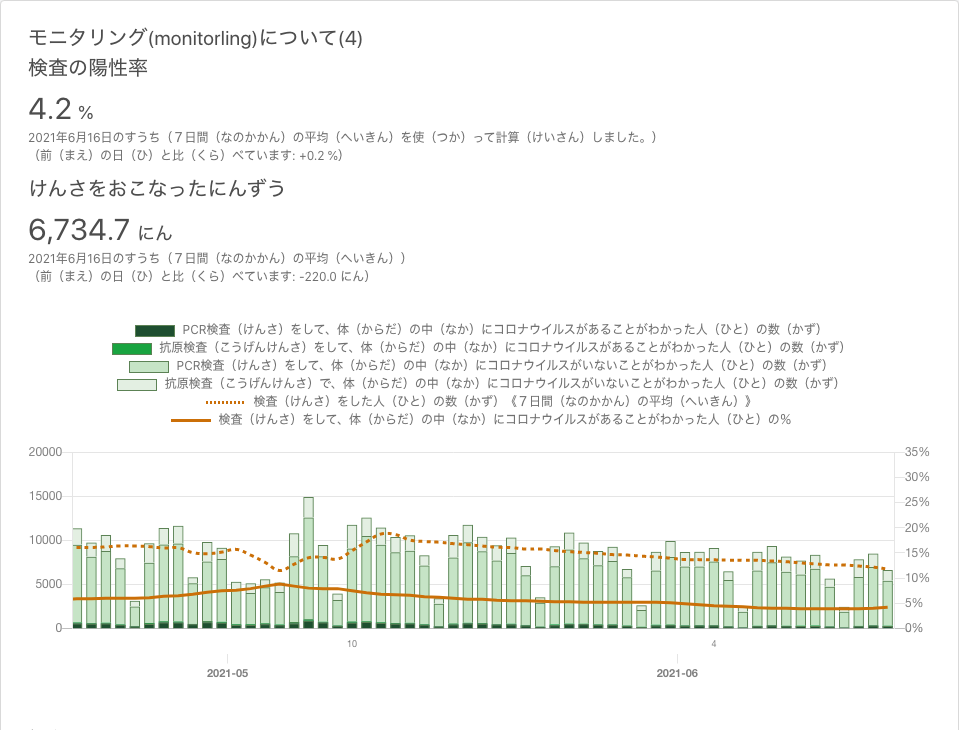 モニタリング(monitorling)について(4)
検査の陽性率
4.2 %
2021年6月16日のすうち（７日間（なのかかん）の平均（へいきん）を使（つか）って計算（けいさん）しました。）
（前（まえ）の日（ひ）と比（くら）べています: +0.2 %）
けんさをおこなったにんずう
6,734.7 にん
2021年6月16日のすうち（７日間（なのかかん）の平均（へいきん））
（前（まえ）の日（ひ）と比（くら）べています: -220.0 にん）
PCR検査（けんさ）をして、体（からだ）の中（なか）にコロナウイルスがあることがわかった人（ひと）の数（かず）
抗原検査（こうげんけんさ）をして、体（からだ）の中（なか）にコロナウイルスがあることがわかった人（ひと）の数（かず）
PCR検査（けんさ）をして、体（からだ）の中（なか）にコロナウイルスがいないことがわかった人（ひと）の数（かず）
抗原検査（こうげんけんさ）で、体（からだ）の中（なか）にコロナウイルスがいないことがわかった人（ひと）の数（かず）
検査（けんさ）をした人（ひと）の数（かず）《７日間（なのかかん）の平均（へいきん）》
検査（けんさ）をして、体（からだ）の中（なか）にコロナウイルスがあることがわかった人（ひと）の%
20000 35%
30%
15000 25%
20%
10000 15%
5000 10%
5%
0 0%
10 4
2021-05 2021-06